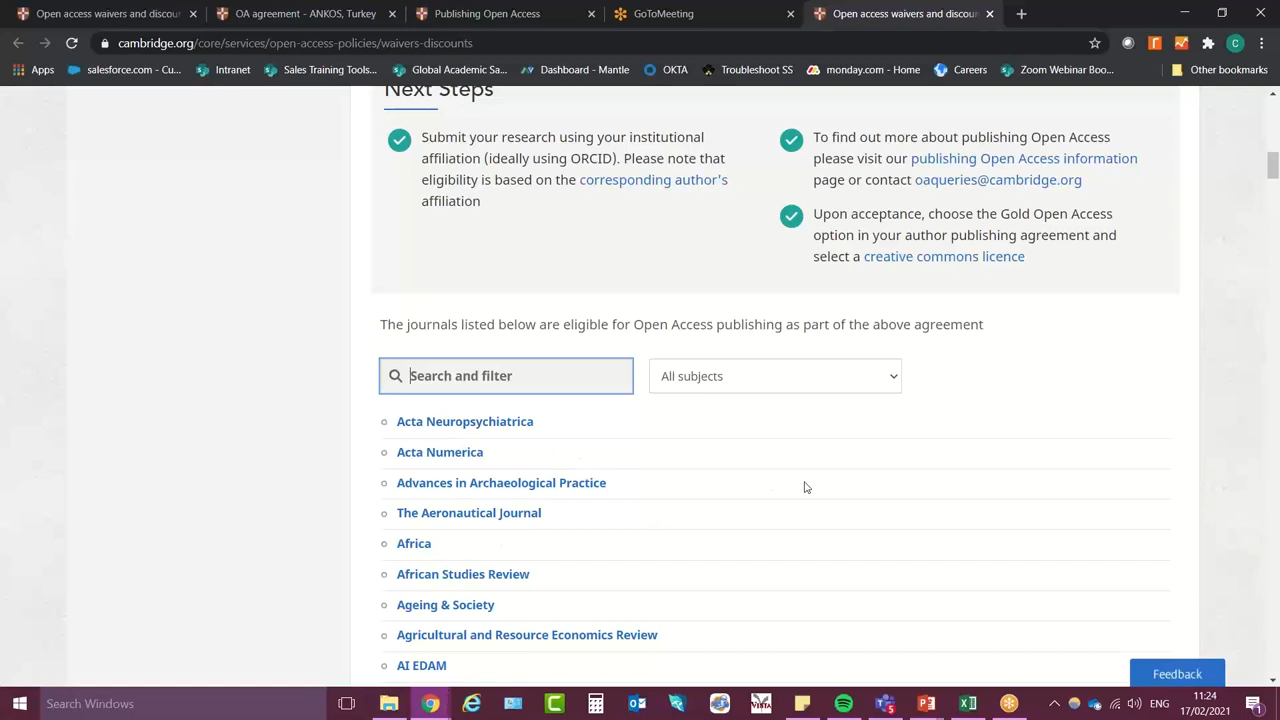 Open access waivers and discou
OA agreement - ANKOS, Turkey
Publishing Open Access
GoToMeeting
Open access waivers and discou
cambridge.org/core/services/open-access-policies/waivers-discounts
C
Apps
salesforce.com - Cu...
Intranet
Sales Training Tools...
Global Academic Sa...
Dashboard - Mantle
OKTA
Troubleshoot SS
monday.com - Home
Careers
Zoom Webinar Boo...
Other bookmarks
Next Steps
Submit your research using your institutional
affiliation (ideally using ORCID). Please note that
eligibility is based on the corresponding author's
affiliation
To find out more about publishing Open Access
please visit our publishing Open Access information
page or contact oaqueries@cambridge.org
Upon acceptance, choose the Gold Open Access
option in your author publishing agreement and
select a creative commons licence
The journals listed below are eligible for Open Access publishing as part of the above agreement
Search and filter
All subjects
Acta Neuropsychiatrica
Acta Numerica
Advances in Archaeological Practice
The Aeronautical Journal
Africa
African Studies Review
Ageing & Society
Agricultural and Resource Economics Review
AI EDAM
Feedback
Search Windows
ENG
11:24
17/02/2021